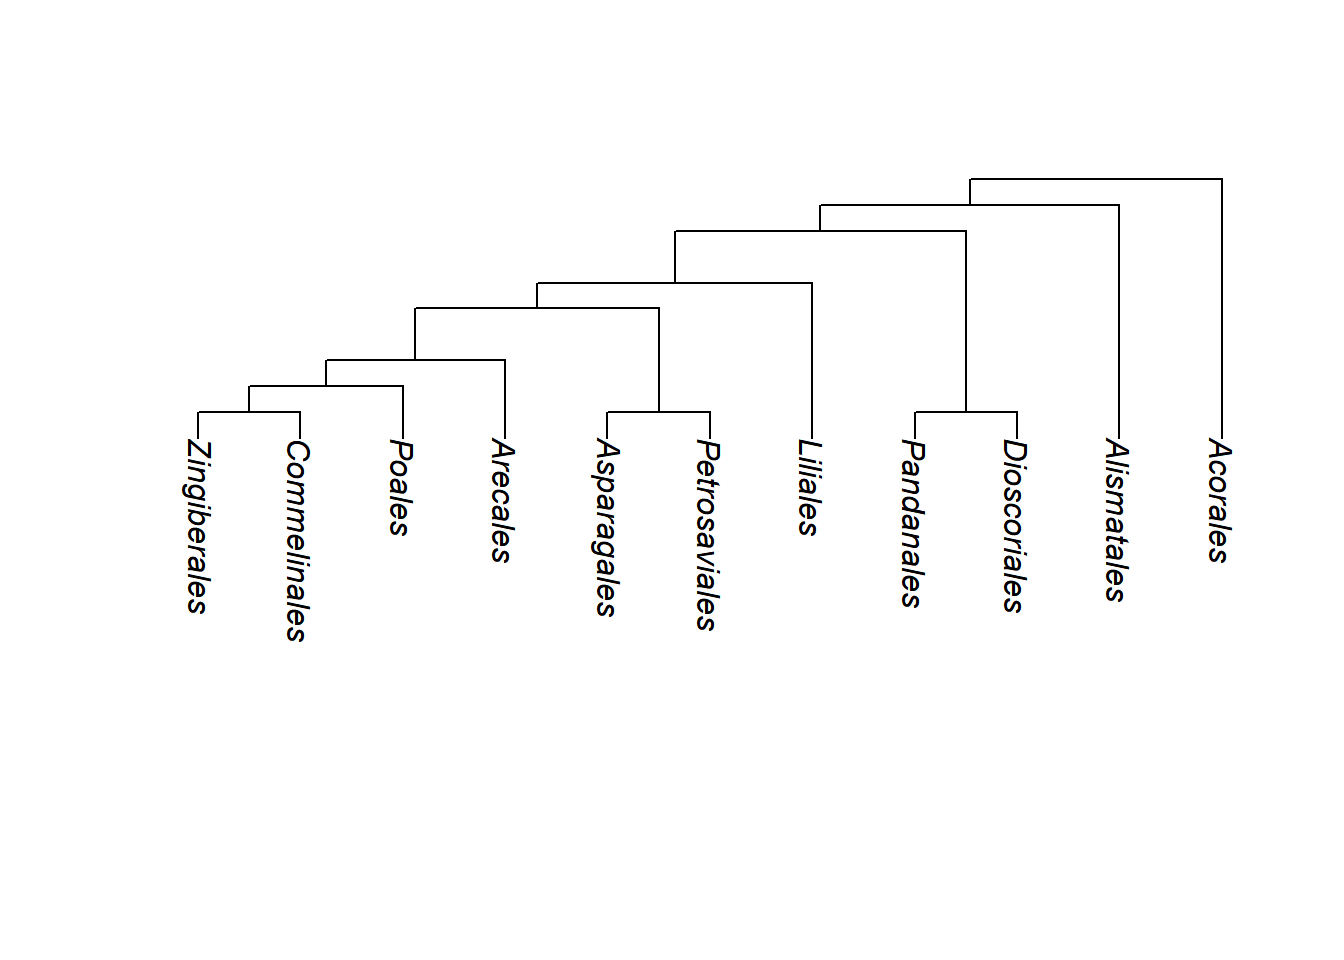 Zingiberales
Commelinales
Poales
Arecales
Asparagales
Petrosaviales
Liliales
Pandanales
Dioscoriales
Alismatales
Acorales